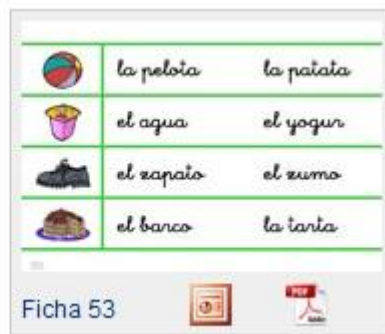 la pelota la patata
el agua el yogur
el zapato el zumo
el barco la tarta
Ficha 53
PDF
Adobe